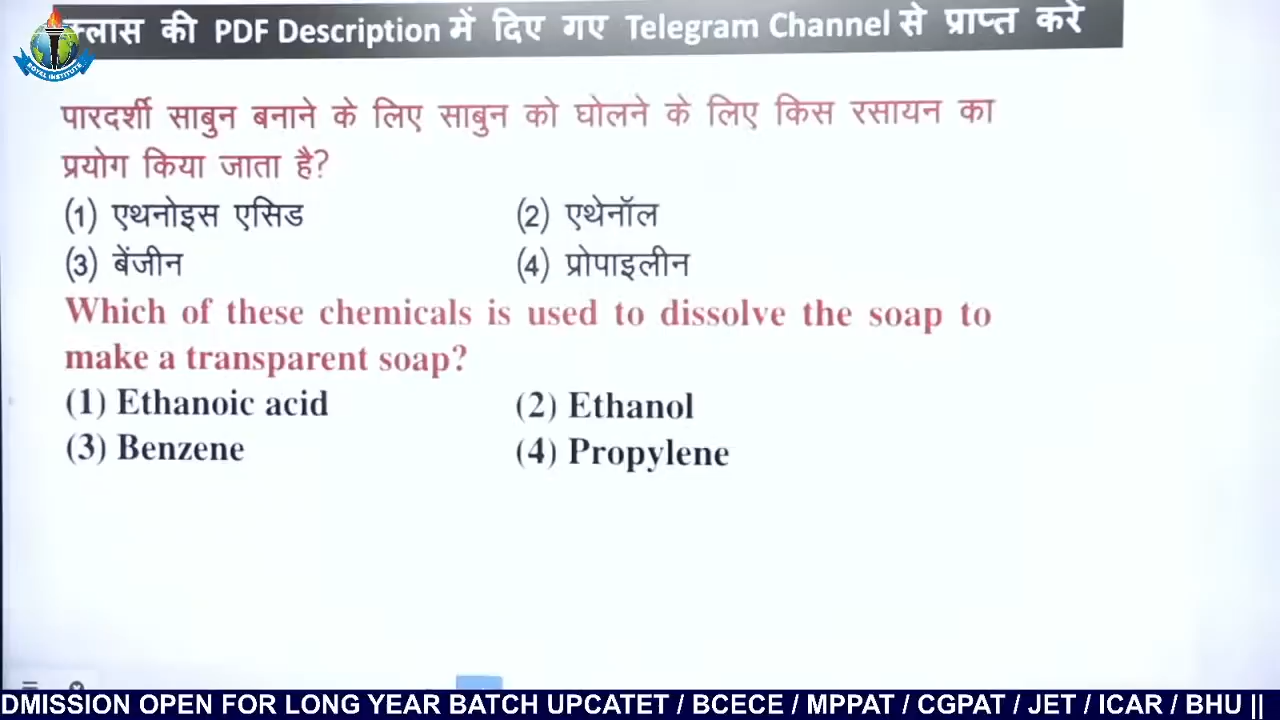 क्लास की PDF Description में दिए गए Telegram Channel से प्राप्त करें
ROYAL INSTITUTE
पारदर्शी साबुन बनाने के लिए साबुन को घोलने के लिए किस रसायन का
प्रयोग किया जाता है?
(1) एथनोइस एसिड (2) एथेनॉल
(3) बेंजीन (4) प्रोपाइलीन
Which of these chemicals is used to dissolve the soap to
make a transparent soap?
(1) Ethanoic acid (2) Ethanol
(3) Benzene (4) Propylene
DMISSION OPEN FOR LONG YEAR BATCH UPCATET / BCECE / MPPAT / CGPAT / JET / ICAR / BHU ||